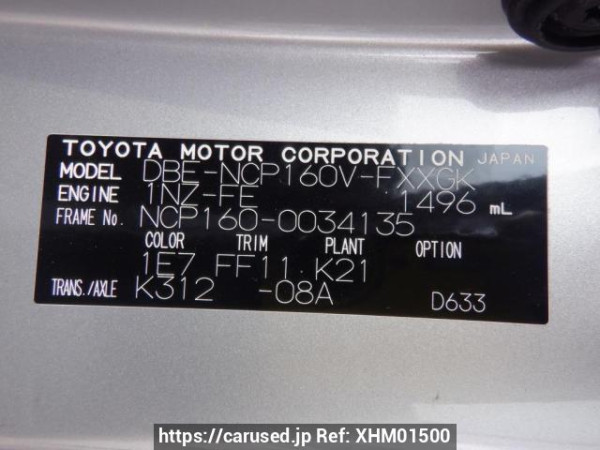 TOYOTA MOTOR CORPORATION JAPAN
MODEL DBE-NCP160V-FXXGK
ENGINE 1NZ-FE 1496 mL
FRAME No. NCP160-0034135
COLOR TRIM PLANT OPTION
1E7 FF11 K21
TRANS./AXLE K312 -08A D633
https://carused.jp Ref: XHM01500